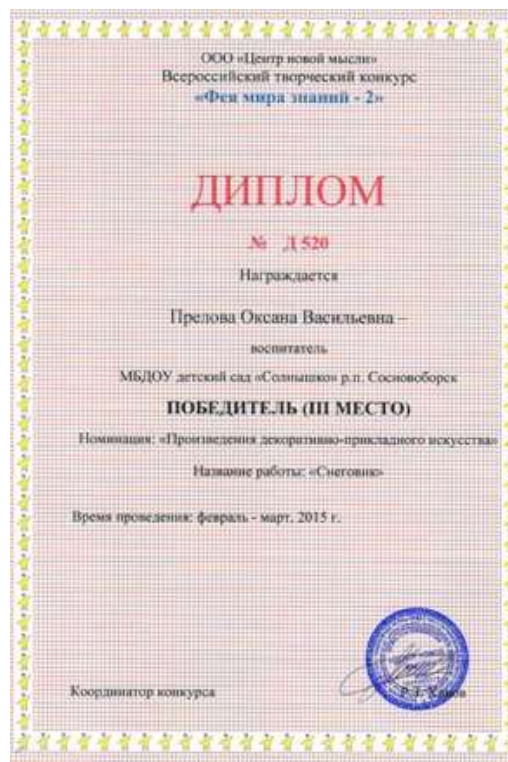 ООО «Центр новой мысли»
Всероссийский творческий конкурс
«Фея мира знаний - 2»
ДИПЛОМ
№ Д 520
Награждается
Прелова Оксана Васильевна –
воспитатель
МБДОУ детский сад «Солнышко» р.п. Сосновоборск
ПОБЕДИТЕЛЬ (III МЕСТО)
Номинация: «Произведения декоративно-прикладного искусства»
Название работы: «Снеговик»
Время проведения: февраль - март, 2015 г.
Координатор конкурса